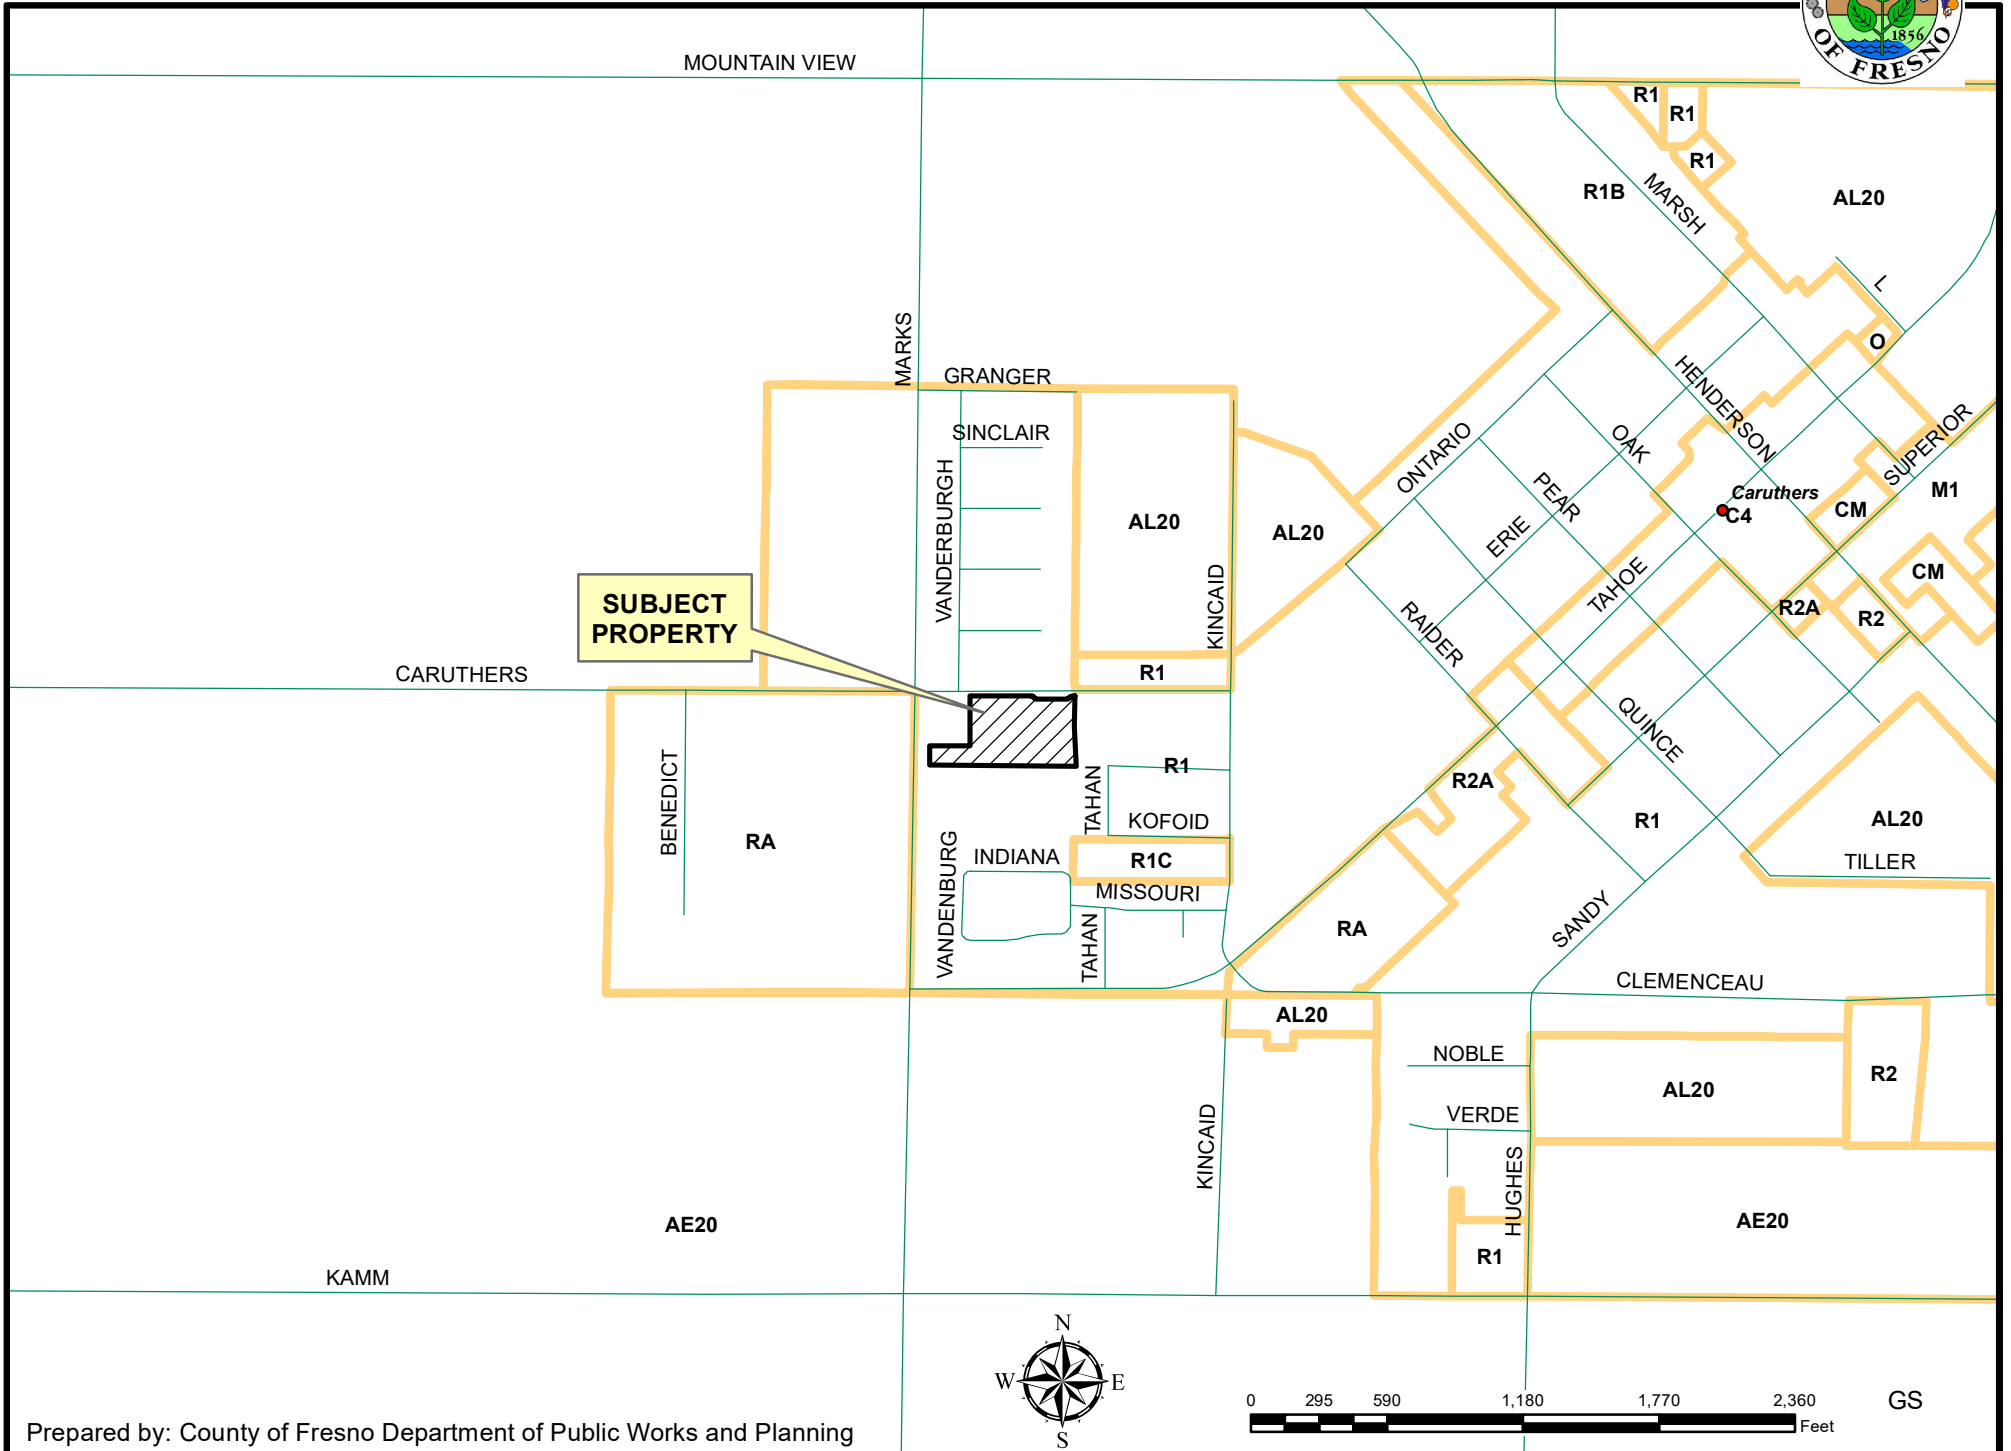 1856
OF FRESNO
MOUNTAIN VIEW
R1
R1
R1
R1B
MARSH
AL20
L
O
MARKS
GRANGER
SINCLAIR
VANDERBURGH
AL20
AL20
KINCAID
R1
ONTARIO
OAK
HENDERSON
PEAR
ERIE
Caruthers
C4
SUPERIOR
M1
CM
CM
TAHOE
R2A
R2
RAIDER
QUINCE
SUBJECT
PROPERTY
CARUTHERS
BENEDICT
RA
TAHAN
R1
KOFOID
R1C
INDIANA
MISSOURI
VANDENBURG
TAHAN
R2A
R1
AL20
TILLER
RA
SANDY
CLEMENCEAU
AL20
NOBLE
AL20
R2
VERDE
KINCAID
HUGHES
AE20
AE20
R1
KAMM
N
W
E
S
0 295 590 1,180 1,770 2,360
Feet
GS
Prepared by: County of Fresno Department of Public Works and Planning